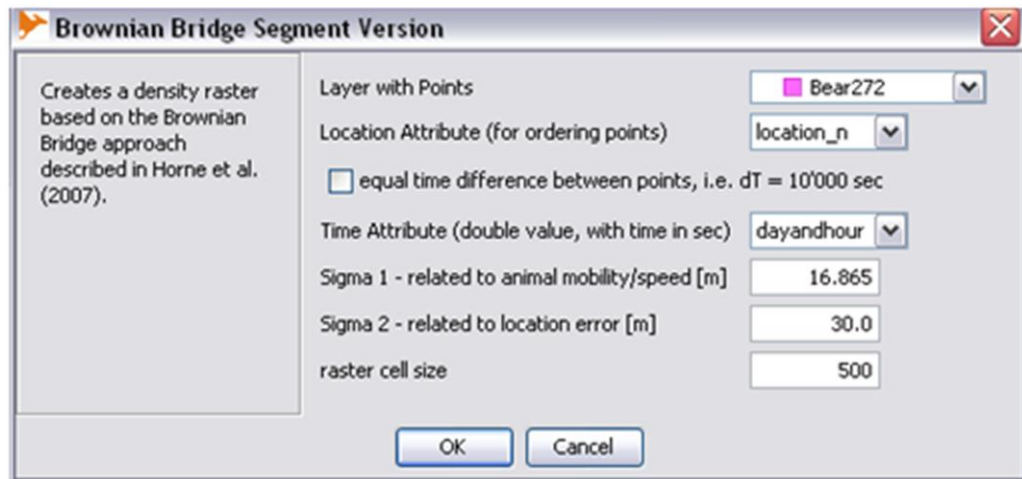 Brownian Bridge Segment Version
Creates a density raster
based on the Brownian
Bridge approach
described in Horne et al.
(2007).
Layer with Points
Bear272
Location Attribute (for ordering points)
location_n
equal time difference between points, i.e. dT = 10'000 sec
Time Attribute (double value, with time in sec)
dayandhour
Sigma 1 - related to animal mobility/speed [m]
16.865
Sigma 2 - related to location error [m]
30.0
raster cell size
500
OK
Cancel